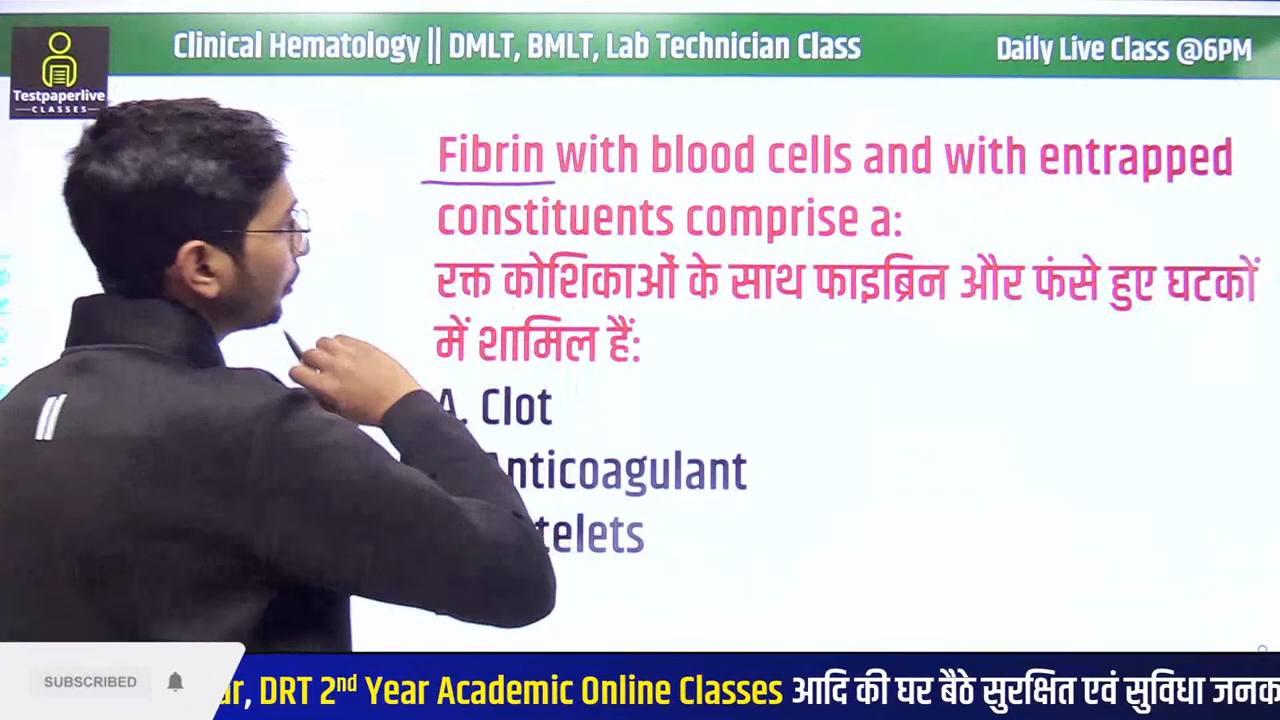 Clinical Hematology || DMLT, BMLT, Lab Technician Class
Daily Live Class @6PM
Testpaperlive
CLASSES
Fibrin with blood cells and with entrapped
constituents comprise a:
रक्त कोशिकाओं के साथ फाइब्रिन और फंसे हुए घटकों
में शामिल हैं:
A. Clot
Anticoagulant
telets
SUBSCRIBED
ar, DRT 2nd Year Academic Online Classes आदि की घर बैठे सुरक्षित एवं सुविधा जनक